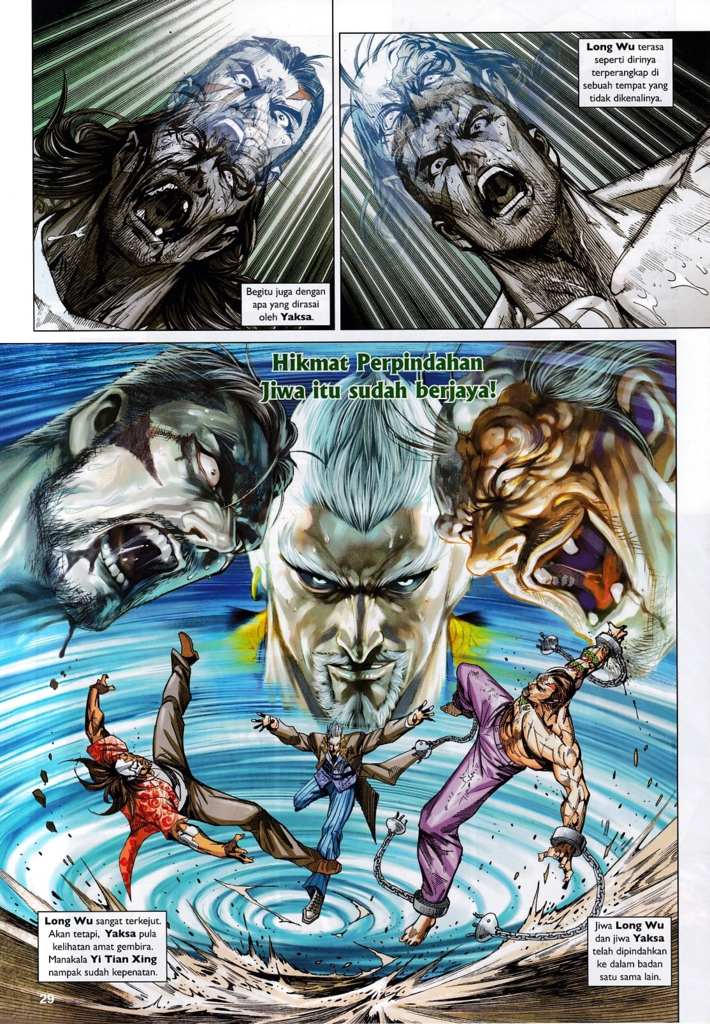 Long Wu terasa
seperti dirinya
terperangkap di
sebuah tempat yang
tidak dikenalinya.
Begitu juga dengan
apa yang dirasai
oleh Yaksa.
Hikmat Perpindahan
Jiwa itu sudah berjaya!
Long Wu sangat terkejut.
Akan tetapi, Yaksa pula
kelihatan amat gembira.
Manakala Yi Tian Xing
nampak sudah kepenatan.
Jiwa Long Wu
dan jiwa Yaksa
telah dipindahkan
ke dalam badan
satu sama lain.
29